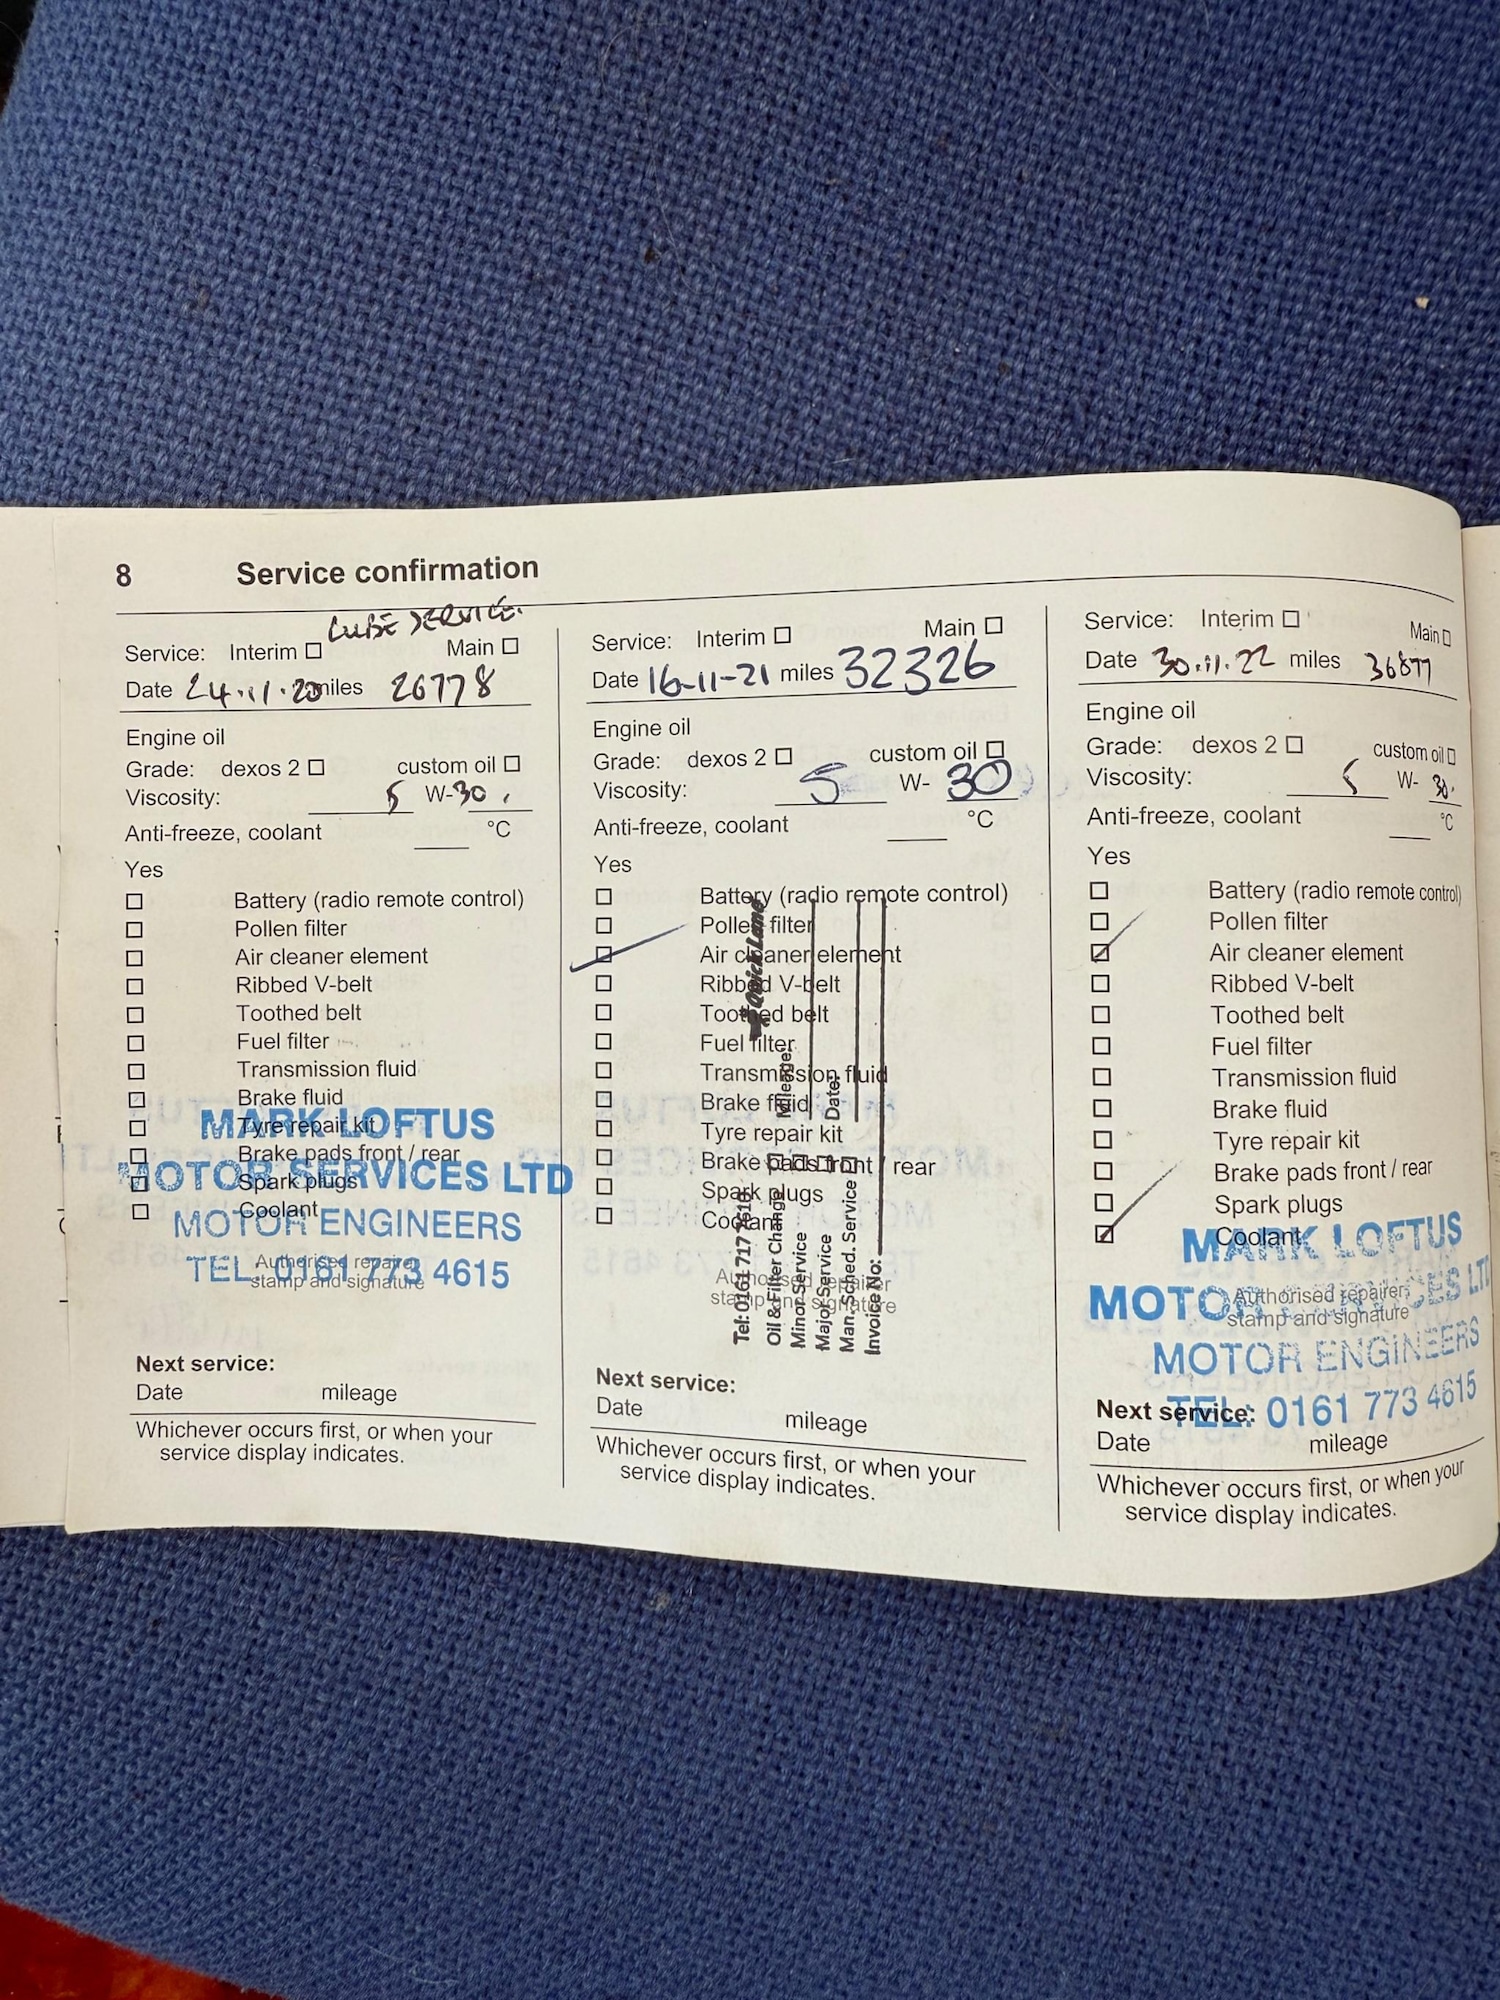 8 Service confirmation
LUBE SERVICE.
Service: Interim Main
Date 24.11.20 miles 26778
Engine oil
Grade: dexos 2 custom oil
Viscosity: 5 W-30.
Anti-freeze, coolant °C
Yes
Battery (radio remote control)
Pollen filter
Air cleaner element
Ribbed V-belt
Toothed belt
Fuel filter
Transmission fluid
Brake fluid
MARK LOFTUS
Tyre repair kit
Brake pads front / rear
MOTOR SERVICES LTD
Spark plugs
Coolant
MOTOR ENGINEERS
TEL: 0161 773 4615
Authorised repairer
stamp and signature
Next service:
Date mileage
Whichever occurs first, or when your
service display indicates.
Service: Interim Main
Date 16-11-21 miles 32326
Engine oil
Grade: dexos 2 custom oil
Viscosity: 5 W- 30
Anti-freeze, coolant °C
Yes
Battery (radio remote control)
Pollen filter
Air cleaner element
Ribbed V-belt
Toothed belt
Fuel filter
Transmission fluid
Brake fluid
Tyre repair kit
Brake pads front / rear
Spark plugs
Coolant
Authorised repairer
stamp and signature
Quick Lane
Tel: 0161 717
Oil & Filter Change Mileage:
Minor Service
Major Service Date:
Man. Sched. Service
Invoice No:
Next service:
Date mileage
Whichever occurs first, or when your
service display indicates.
Service: Interim Main
Date 30.11.22 miles 36877
Engine oil
Grade: dexos 2 custom oil
Viscosity: 5 W- 30.
Anti-freeze, coolant °C
Yes
Battery (radio remote control)
Pollen filter
Air cleaner element
Ribbed V-belt
Toothed belt
Fuel filter
Transmission fluid
Brake fluid
Tyre repair kit
Brake pads front / rear
Spark plugs
Coolant
MARK LOFTUS
MOTOR SERVICES LTD
Authorised repairer
stamp and signature
MOTOR ENGINEERS
TEL: 0161 773 4615
Next service:
Date mileage
Whichever occurs first, or when your
service display indicates.